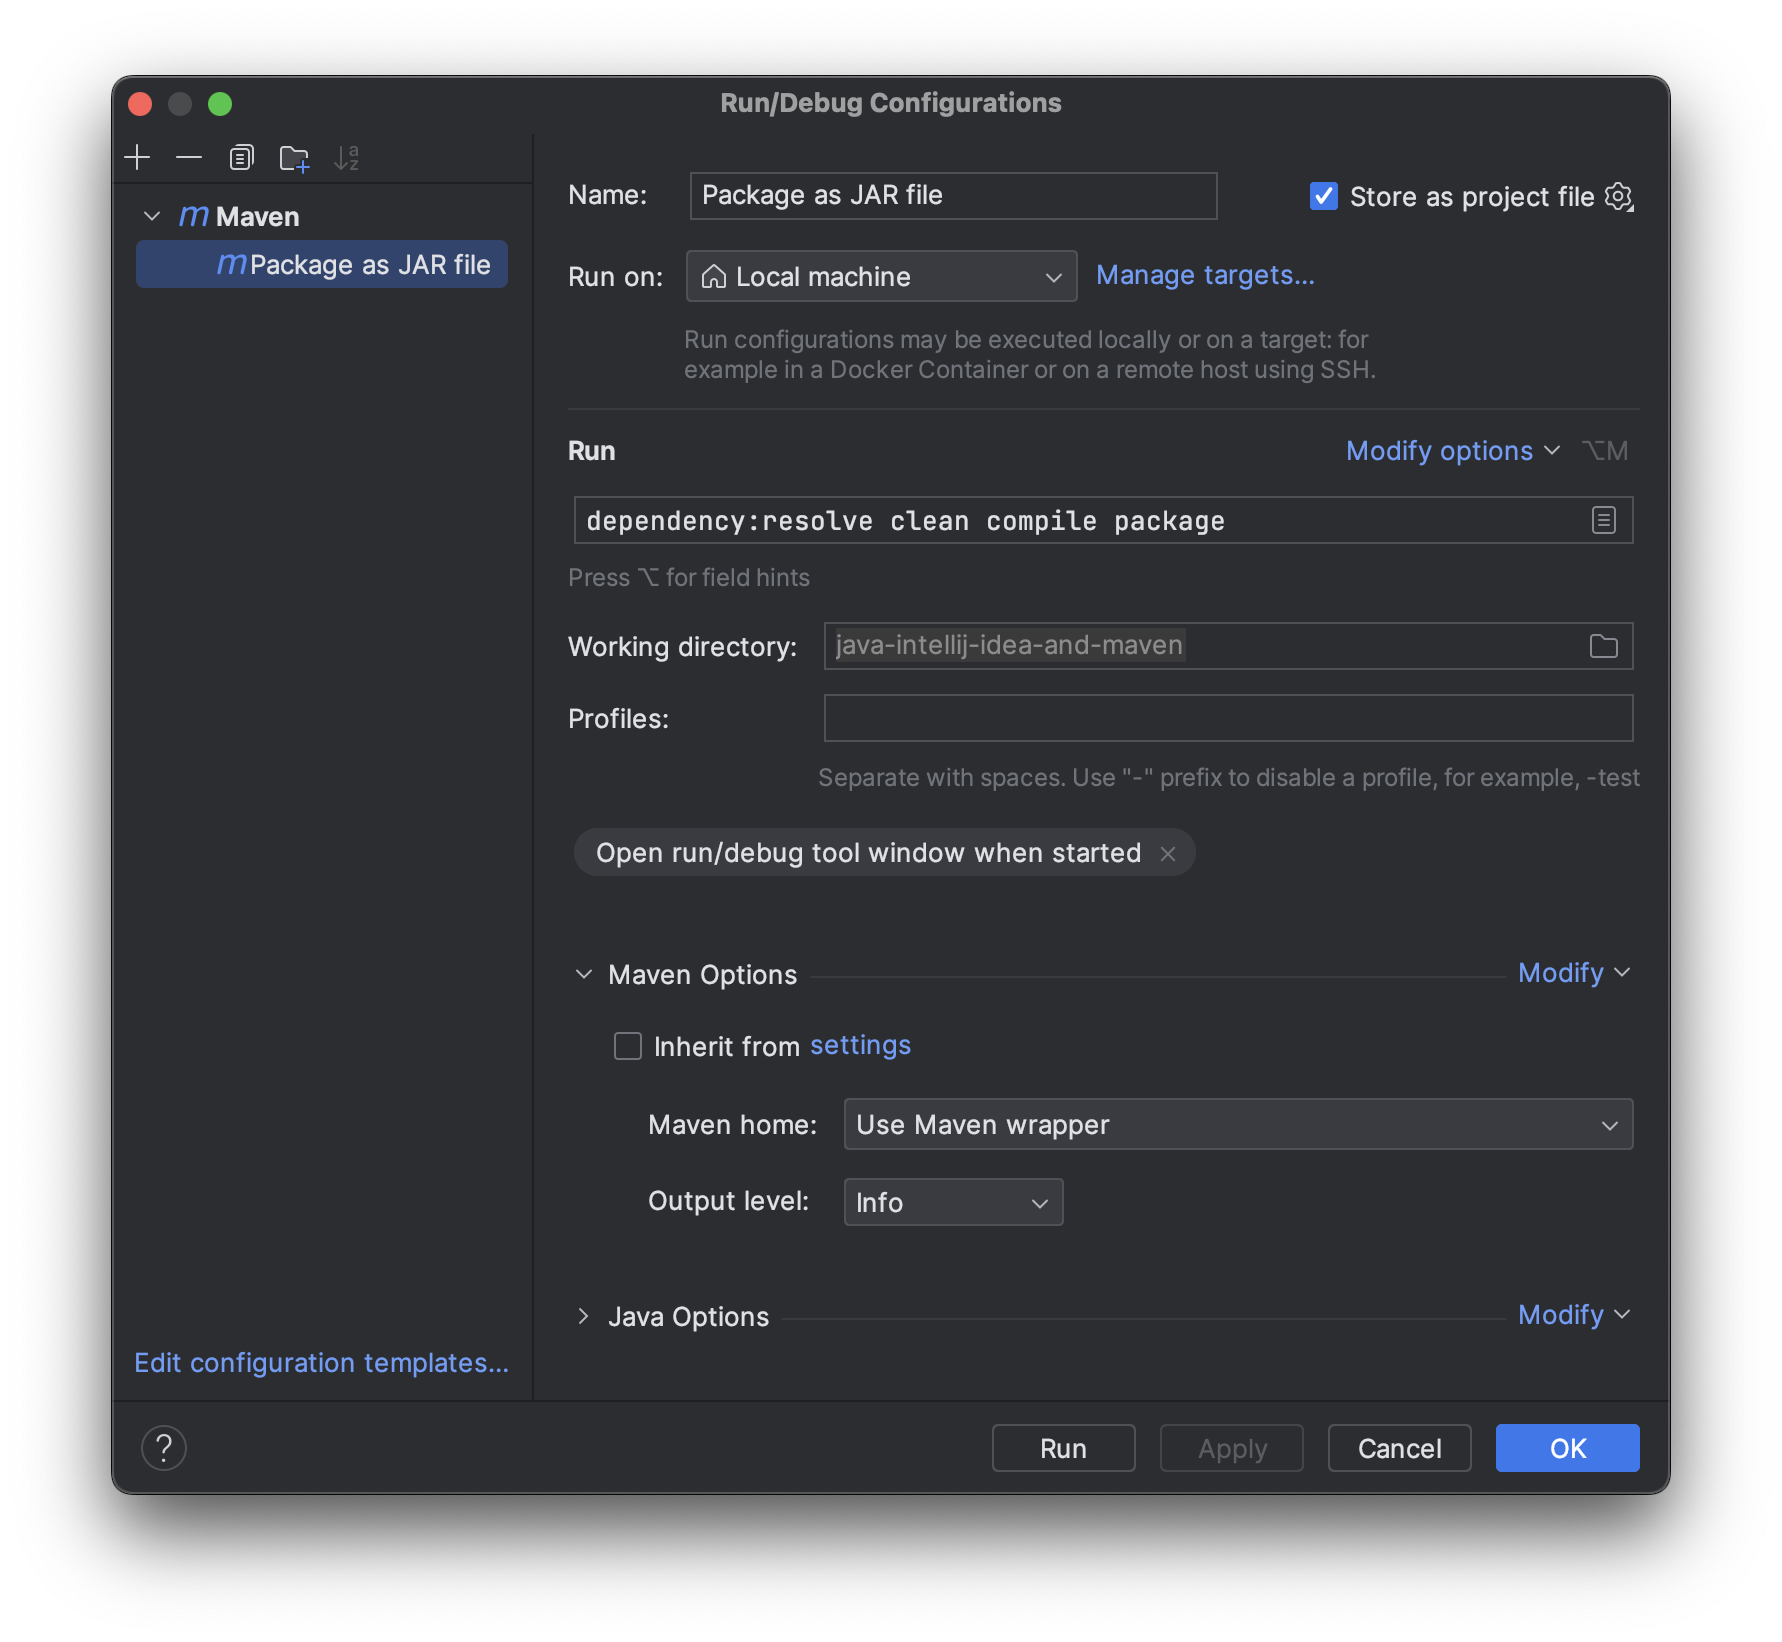 Run/Debug Configurations
Maven
Package as JAR file
Edit configuration templates...
Name: Package as JAR file Store as project file
Run on: Local machine Manage targets...
Run configurations may be executed locally or on a target: for
example in a Docker Container or on a remote host using SSH.
Run Modify options ⌥M
dependency:resolve clean compile package
Press ⌥ for field hints
Working directory: java-intellij-idea-and-maven
Profiles:
Separate with spaces. Use "-" prefix to disable a profile, for example, -test
Open run/debug tool window when started
Maven Options Modify
Inherit from settings
Maven home: Use Maven wrapper
Output level: Info
Java Options Modify
? Run Apply Cancel OK